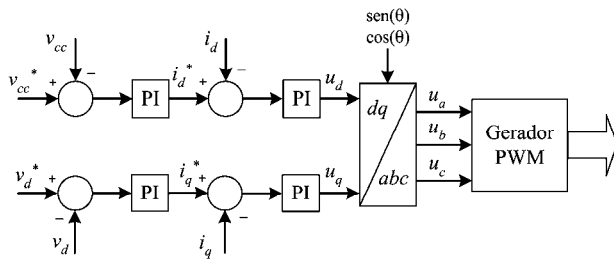 v_cc
i_d
sen(θ)
cos(θ)
v_cc* + − PI i_d* + − PI u_d
dq
abc
u_a
u_b
u_c
Gerador
PWM
v_d* + − PI i_q* + − PI u_q
v_d
i_q